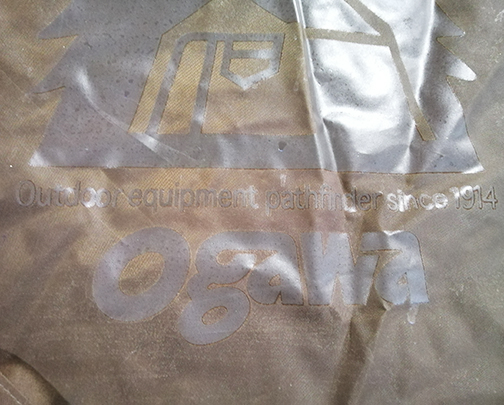 Outdoor equipment pathfinder since 1914
ogawa